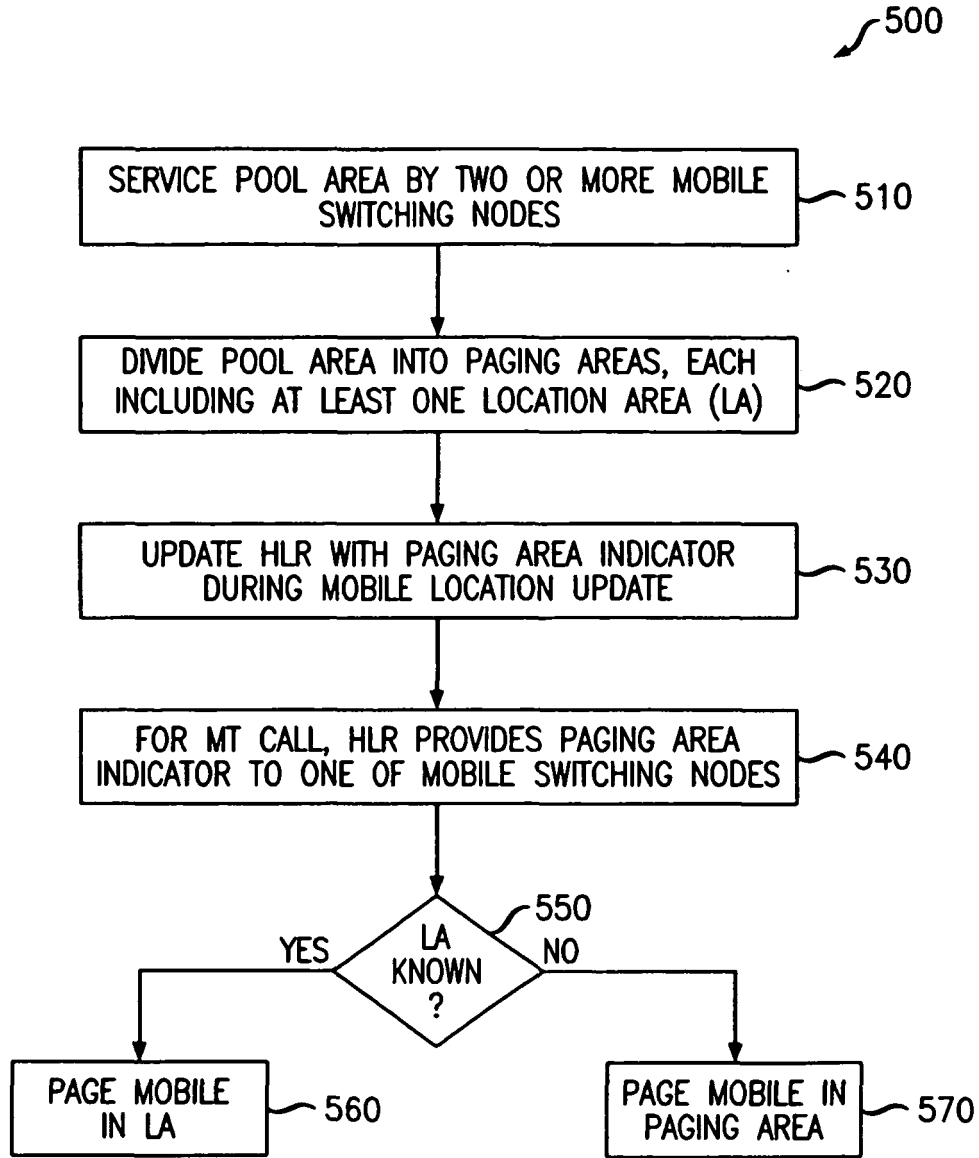 500
SERVICE POOL AREA BY TWO OR MORE MOBILE
SWITCHING NODES
510
DIVIDE POOL AREA INTO PAGING AREAS, EACH
INCLUDING AT LEAST ONE LOCATION AREA (LA)
520
UPDATE HLR WITH PAGING AREA INDICATOR
DURING MOBILE LOCATION UPDATE
530
FOR MT CALL, HLR PROVIDES PAGING AREA
INDICATOR TO ONE OF MOBILE SWITCHING NODES
540
550
YES
LA
KNOWN
?
NO
PAGE MOBILE
IN LA
560
PAGE MOBILE IN
PAGING AREA
570